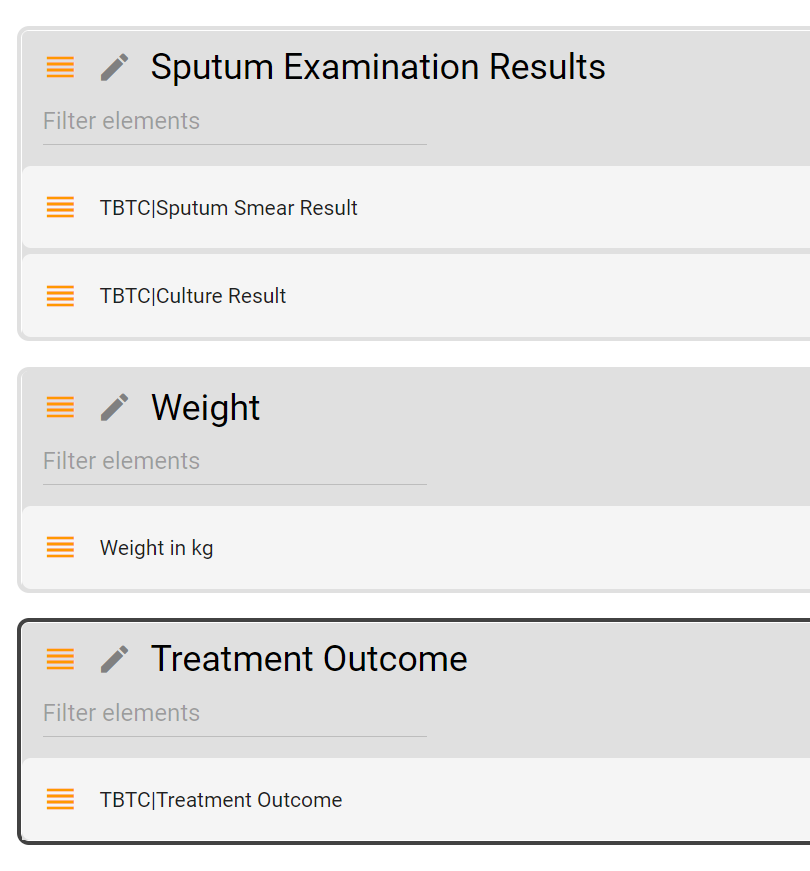 Sputum Examination Results
Filter elements
TBTC|Sputum Smear Result
TBTC|Culture Result
Weight
Filter elements
Weight in kg
Treatment Outcome
Filter elements
TBTC|Treatment Outcome